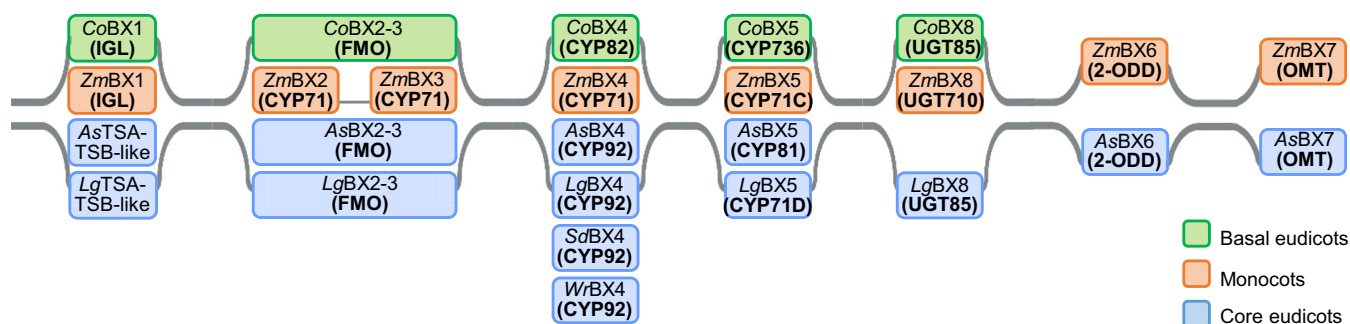 CoBX1
(IGL)
CoBX2-3
(FMO)
CoBX4
(CYP82)
CoBX5
(CYP736)
CoBX8
(UGT85)
ZmBX1
(IGL)
ZmBX2
(CYP71)
ZmBX3
(CYP71)
ZmBX4
(CYP71)
ZmBX5
(CYP71C)
ZmBX8
(UGT710)
ZmBX6
(2-ODD)
ZmBX7
(OMT)
AsTSA-
TSB-like
AsBX2-3
(FMO)
AsBX4
(CYP92)
AsBX5
(CYP81)
AsBX6
(2-ODD)
AsBX7
(OMT)
LgTSA-
TSB-like
LgBX2-3
(FMO)
LgBX4
(CYP92)
LgBX5
(CYP71D)
LgBX8
(UGT85)
SdBX4
(CYP92)
WrBX4
(CYP92)
Basal eudicots
Monocots
Core eudicots